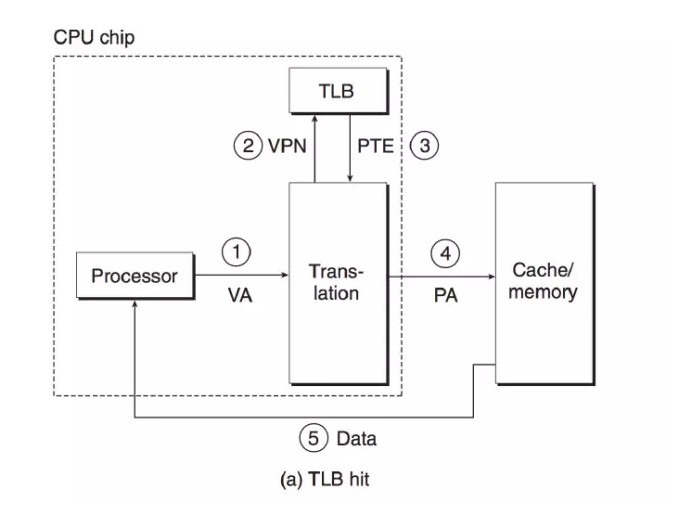 CPU chip
TLB
2 VPN
PTE 3
1
4
Processor
VA
Trans-
lation
PA
Cache/
memory
5 Data
(a) TLB hit